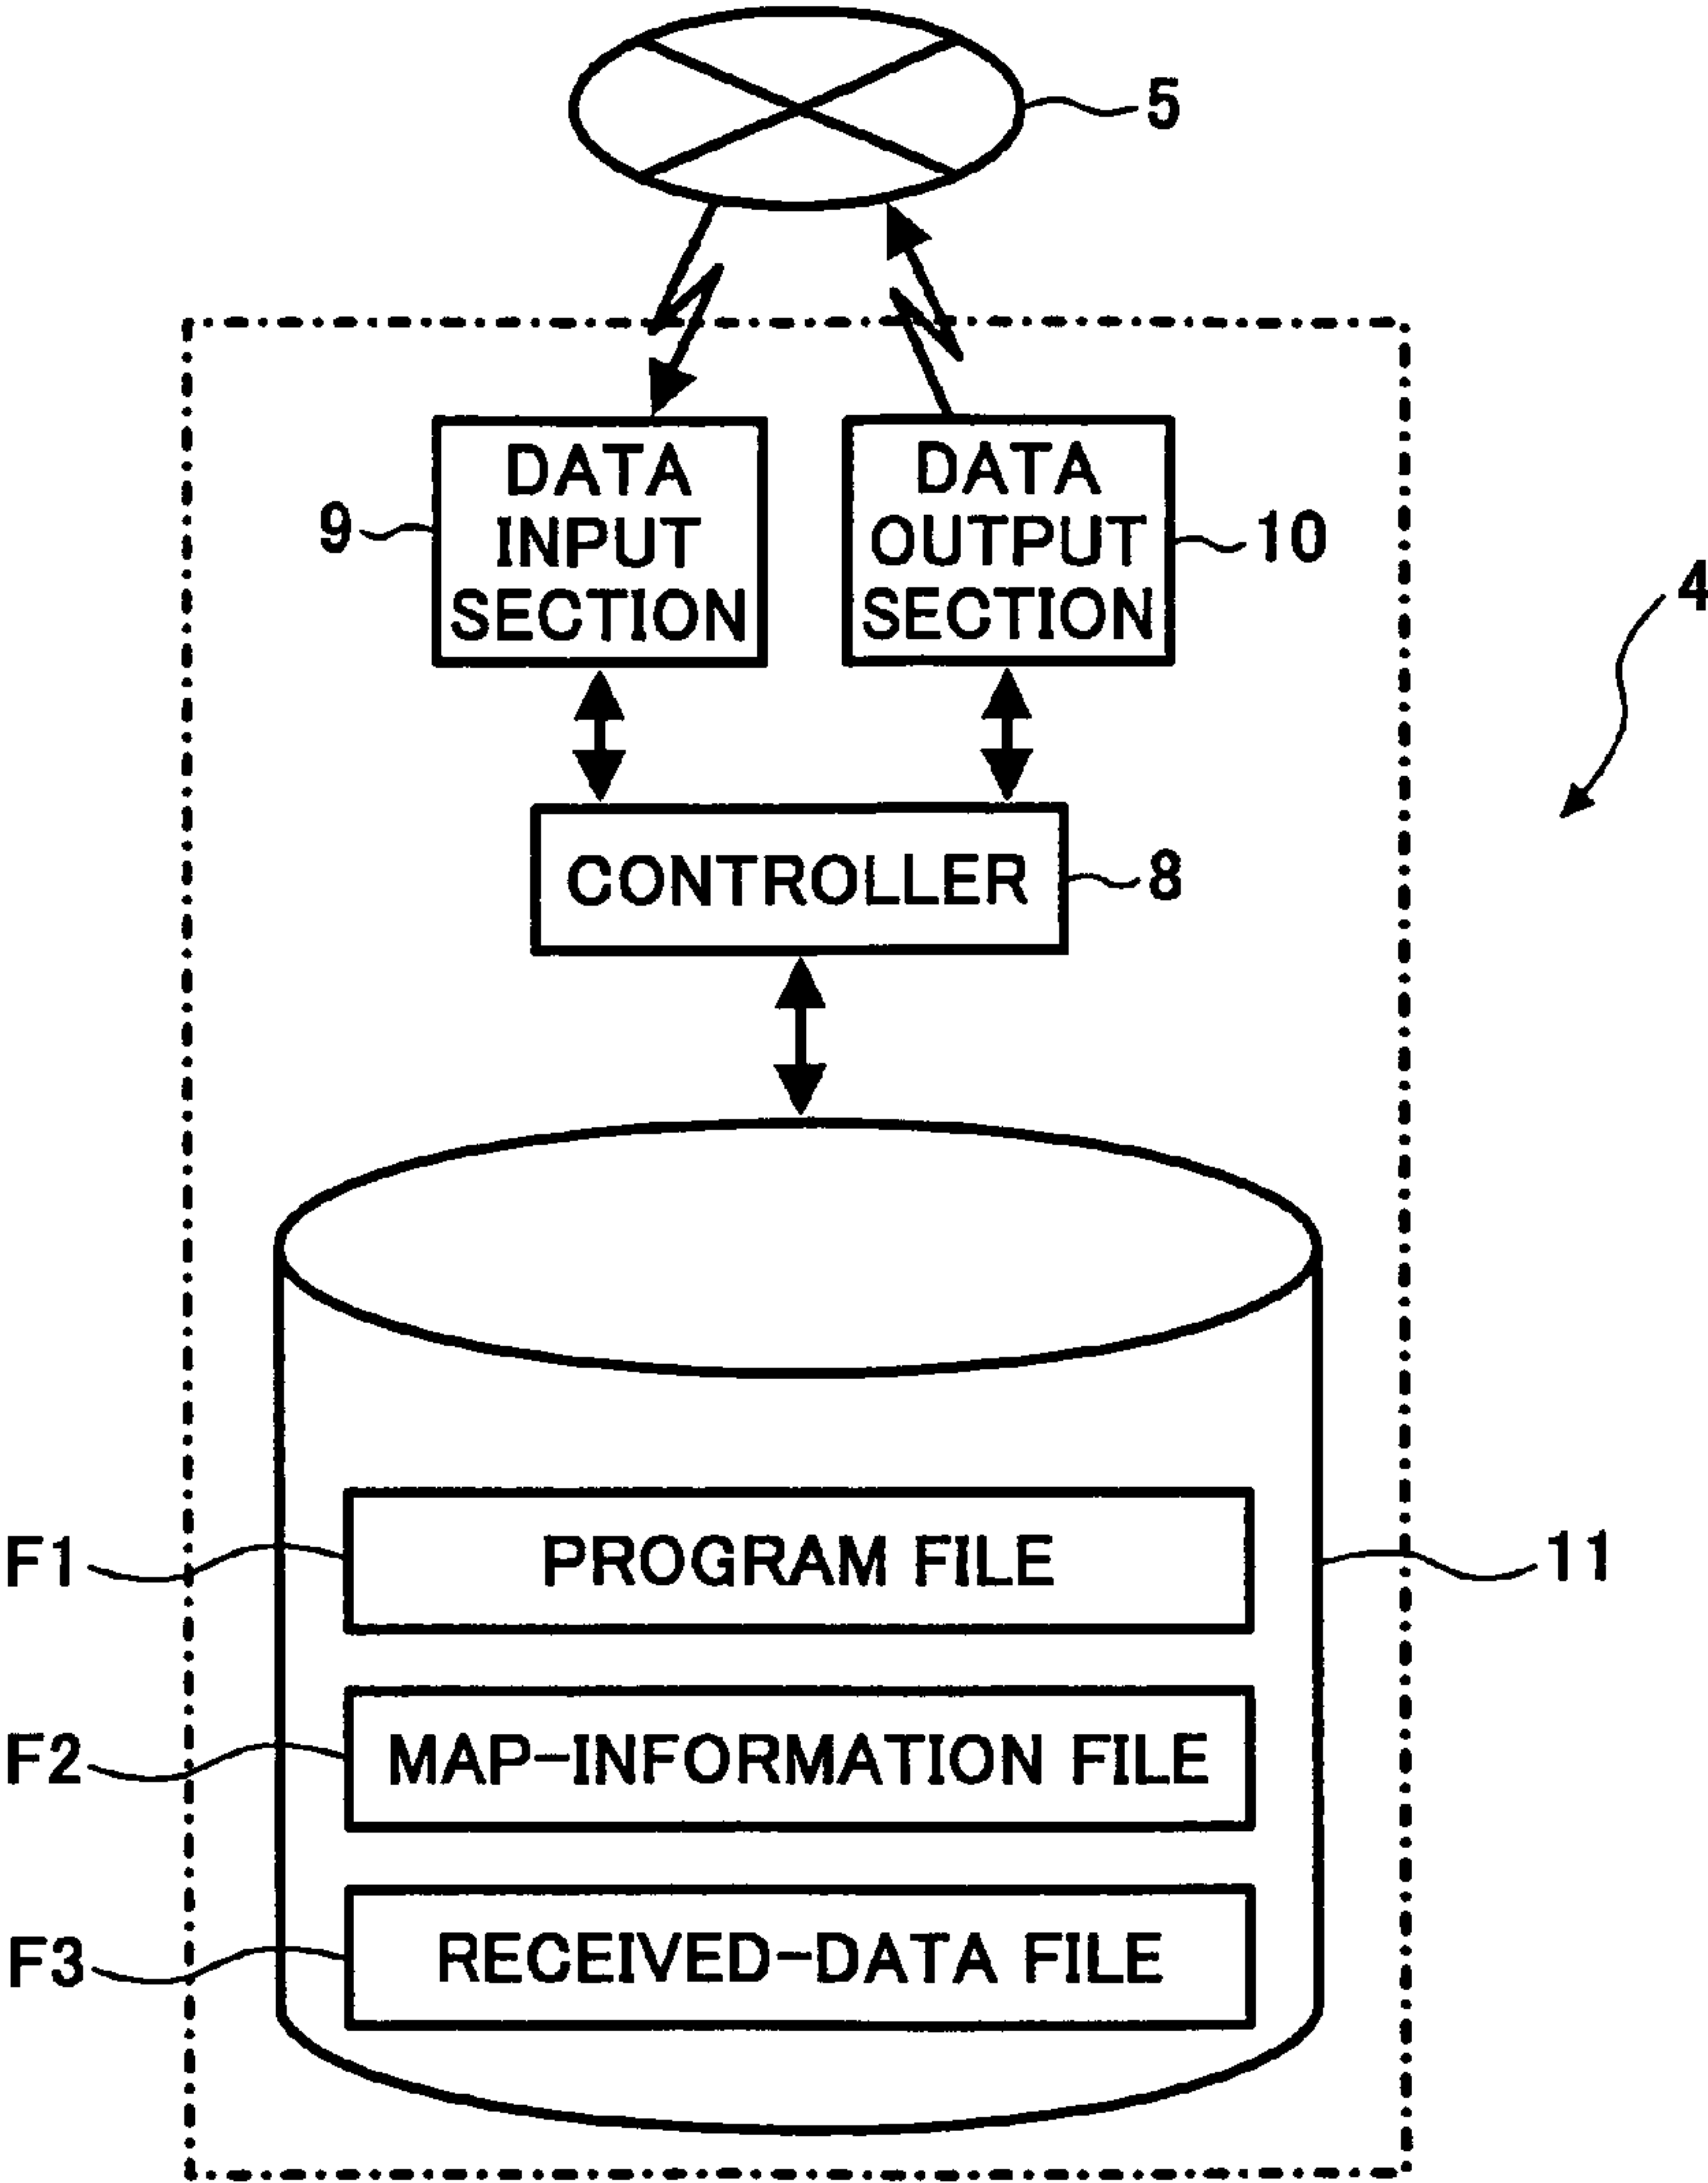 5
DATA
INPUT
SECTION
9
DATA
OUTPUT
SECTION
10
4
CONTROLLER
8
F1
PROGRAM FILE
11
F2
MAP-INFORMATION FILE
F3
RECEIVED-DATA FILE